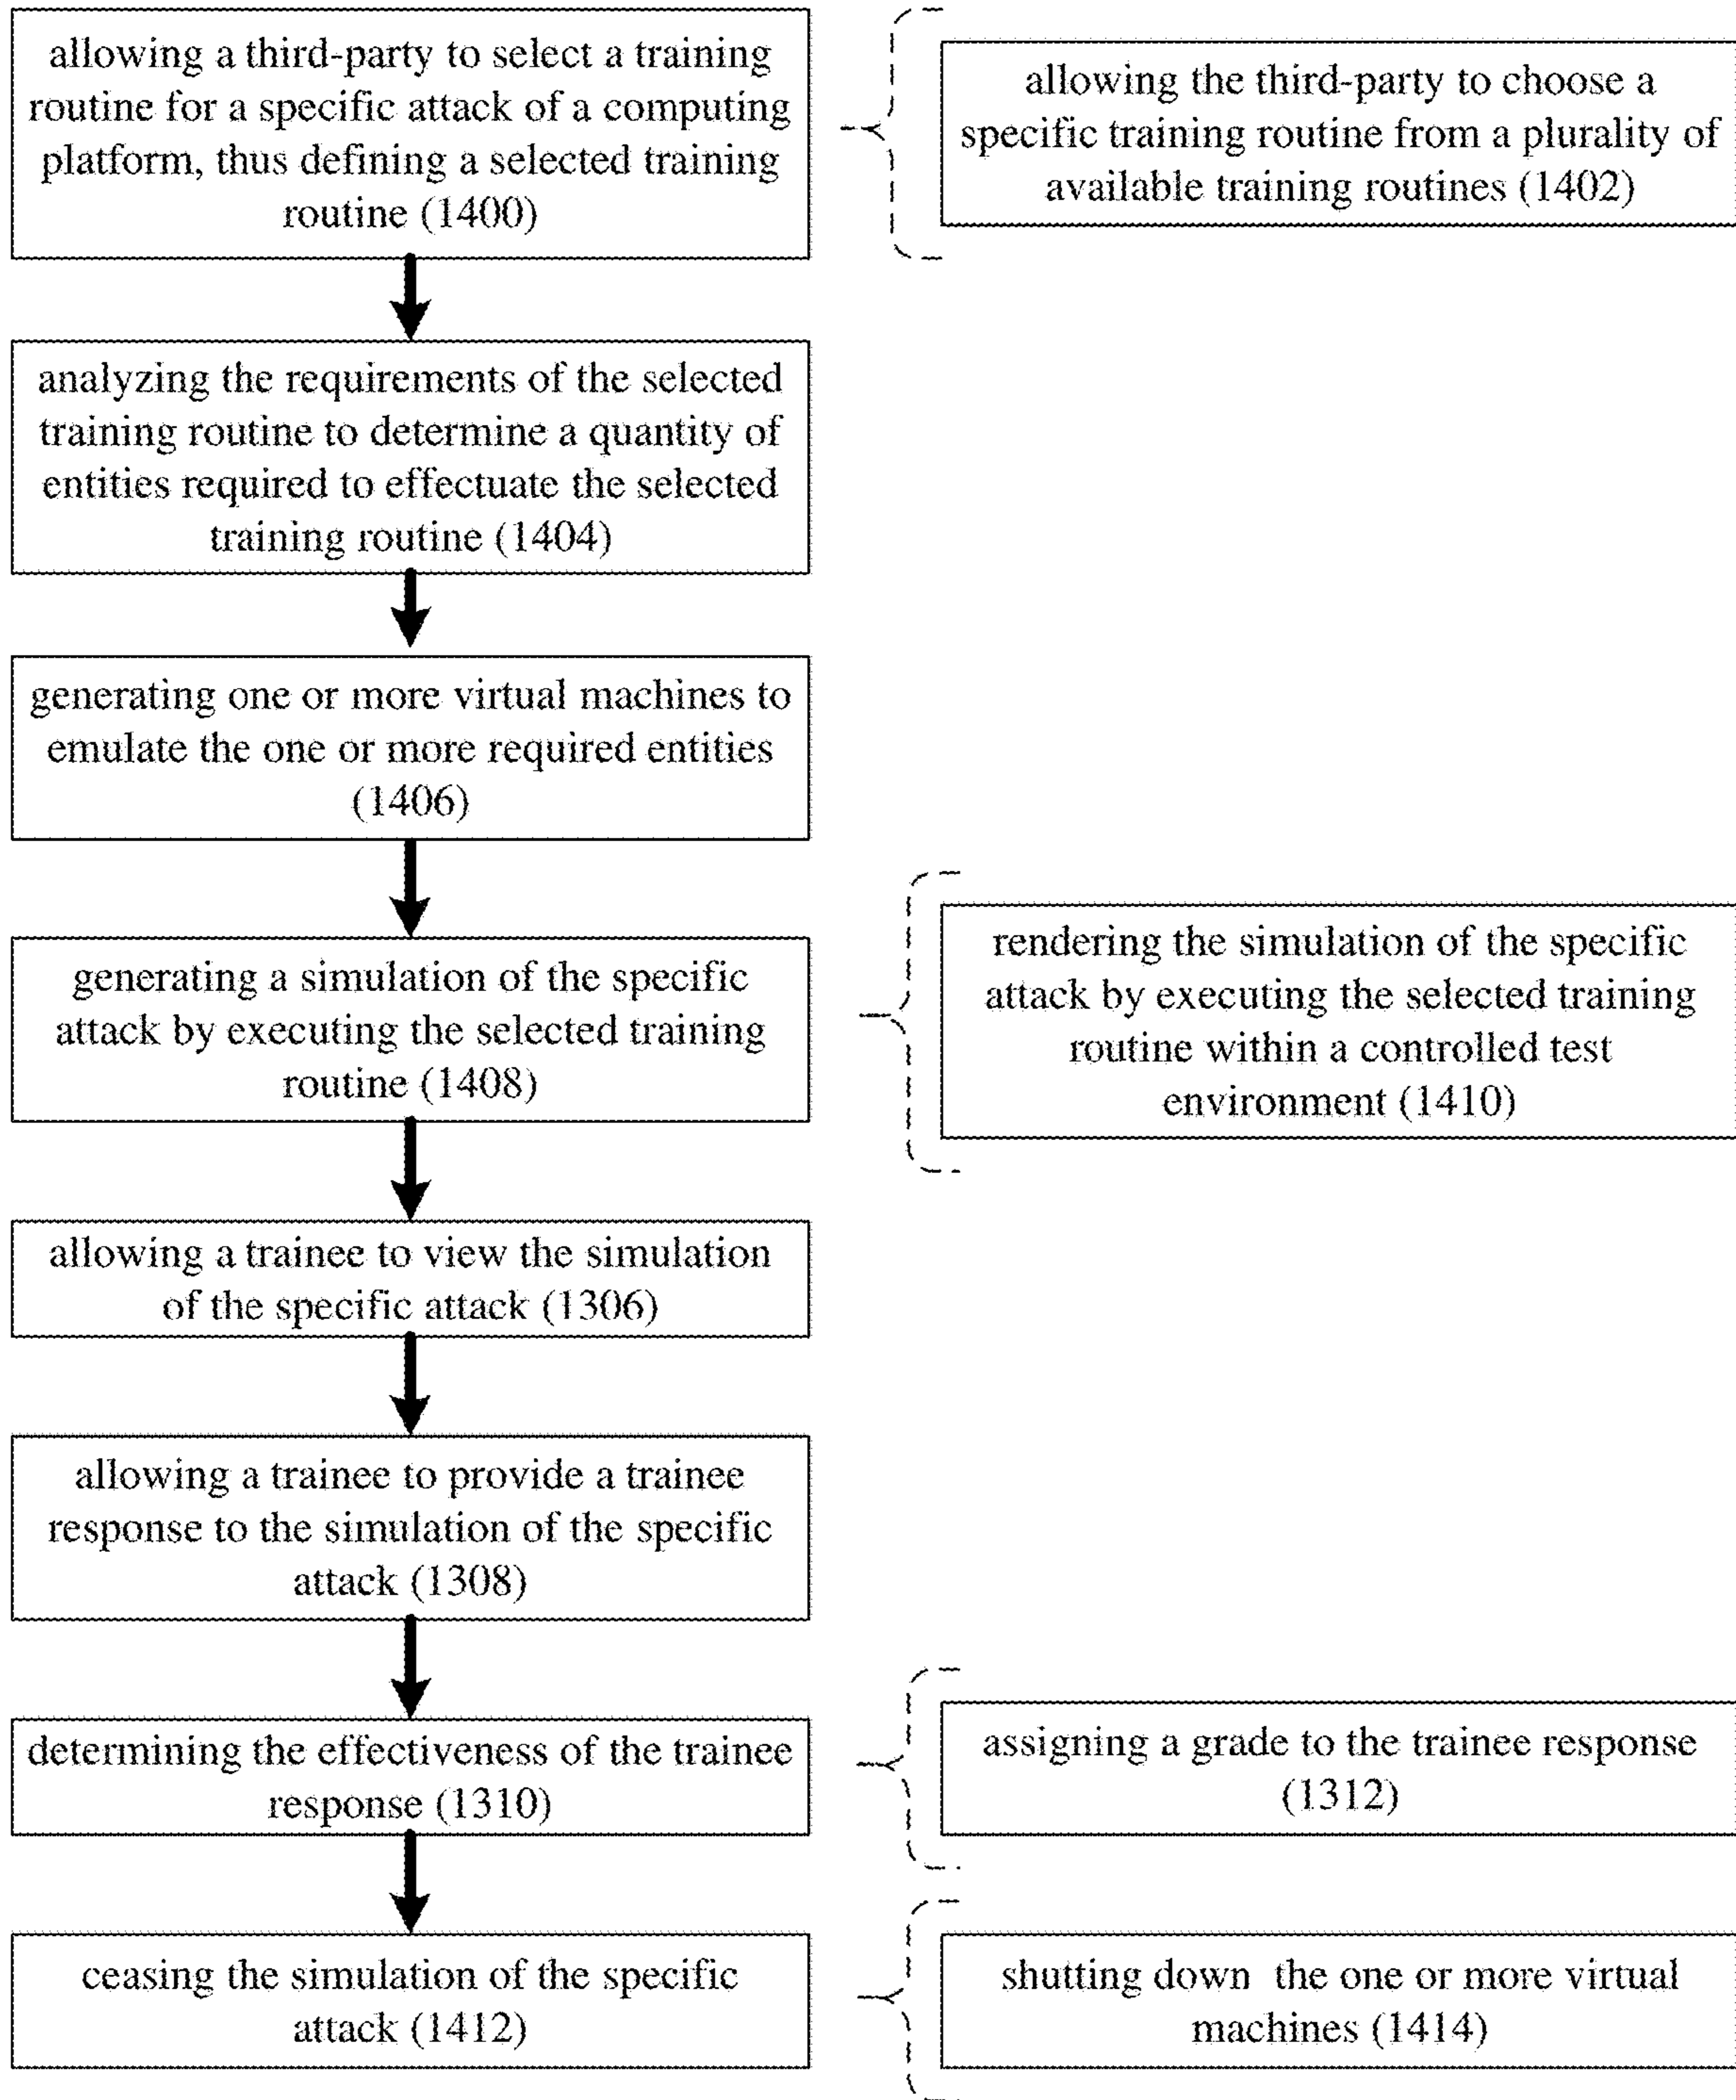 allowing a third-party to select a training
routine for a specific attack of a computing
platform, thus defining a selected training
routine (1400)
allowing the third-party to choose a
specific training routine from a plurality of
available training routines (1402)
analyzing the requirements of the selected
training routine to determine a quantity of
entities required to effectuate the selected
training routine (1404)
generating one or more virtual machines to
emulate the one or more required entities
(1406)
generating a simulation of the specific
attack by executing the selected training
routine (1408)
rendering the simulation of the specific
attack by executing the selected training
routine within a controlled test
environment (1410)
allowing a trainee to view the simulation
of the specific attack (1306)
allowing a trainee to provide a trainee
response to the simulation of the specific
attack (1308)
determining the effectiveness of the trainee
response (1310)
assigning a grade to the trainee response
(1312)
ceasing the simulation of the specific
attack (1412)
shutting down the one or more virtual
machines (1414)